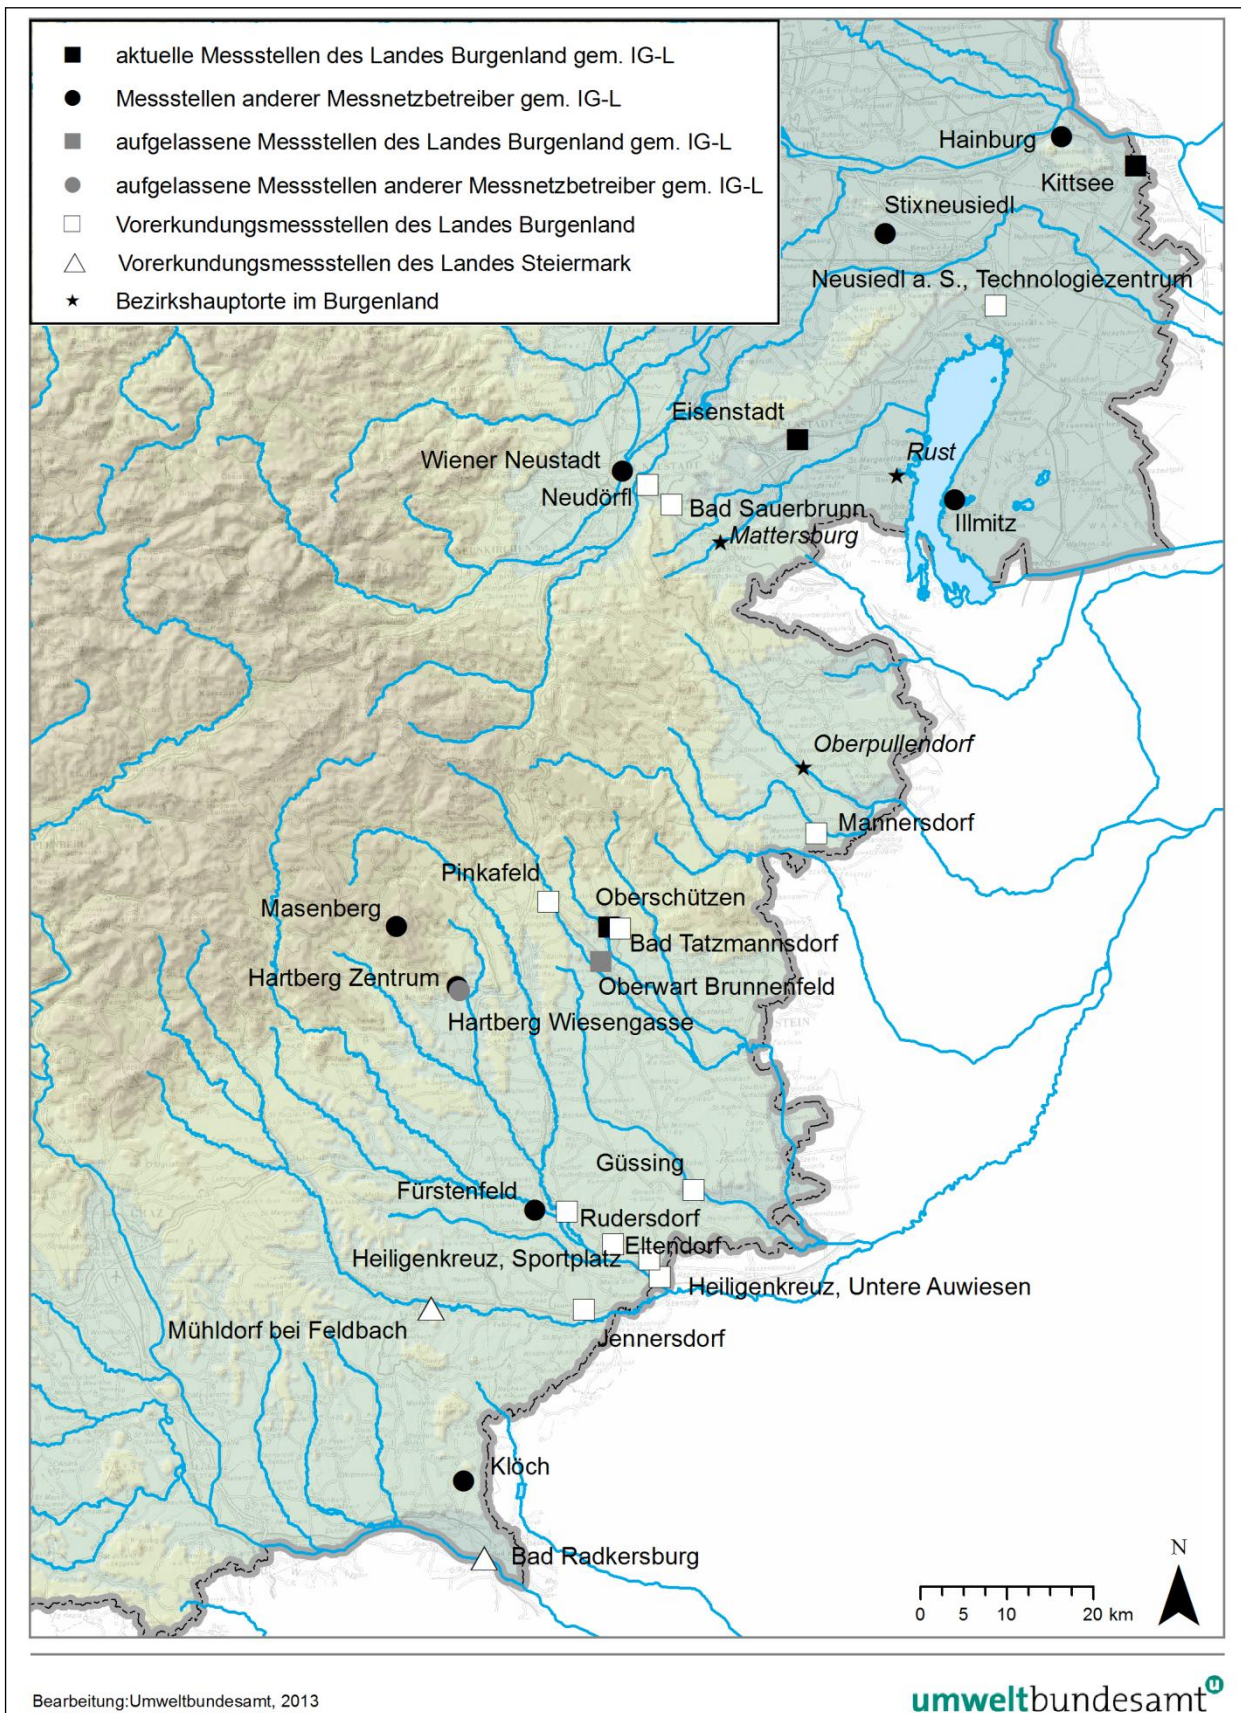 aktuelle Messstellen des Landes Burgenland gem. IG-L
Messstellen anderer Messnetzbetreiber gem. IG-L
aufgelassene Messstellen des Landes Burgenland gem. IG-L
aufgelassene Messstellen anderer Messnetzbetreiber gem. IG-L
Vorerkundungsmessstellen des Landes Burgenland
Vorerkundungsmessstellen des Landes Steiermark
Bezirkshauptorte im Burgenland
Hainburg
Kittsee
Stixneusiedl
Neusiedl a. S., Technologiezentrum
Eisenstadt
Rust
Wiener Neustadt
Neudörfl
Bad Sauerbrunn
Illmitz
Mattersburg
Oberpullendorf
Mannersdorf
Pinkafeld
Oberschützen
Masenberg
Bad Tatzmannsdorf
Hartberg Zentrum
Oberwart Brunnenfeld
Hartberg Wiesengasse
Güssing
Fürstenfeld
Rudersdorf
Eltendorf
Heiligenkreuz, Sportplatz
Heiligenkreuz, Untere Auwiesen
Mühldorf bei Feldbach
Jennersdorf
Klöch
Bad Radkersburg
N
0 5 10 20 km
Bearbeitung:Umweltbundesamt, 2013
umweltbundesamt u